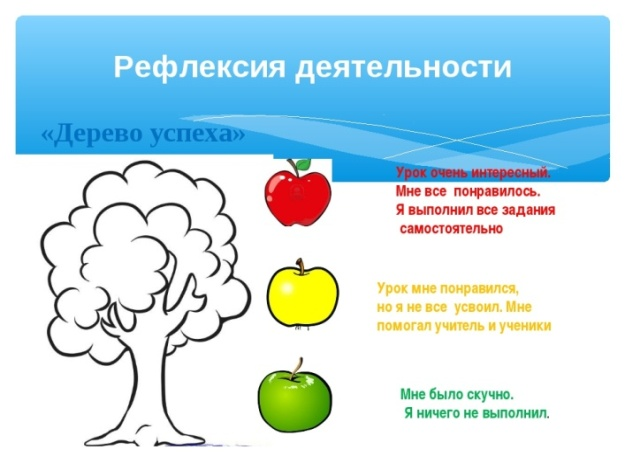 Рефлексия деятельности
«Дерево успеха»
Урок очень интересный.
Мне все понравилось.
Я выполнил все задания
самостоятельно
Урок мне понравился,
но я не все усвоил. Мне
помогал учитель и ученики
Мне было скучно.
Я ничего не выполнил.